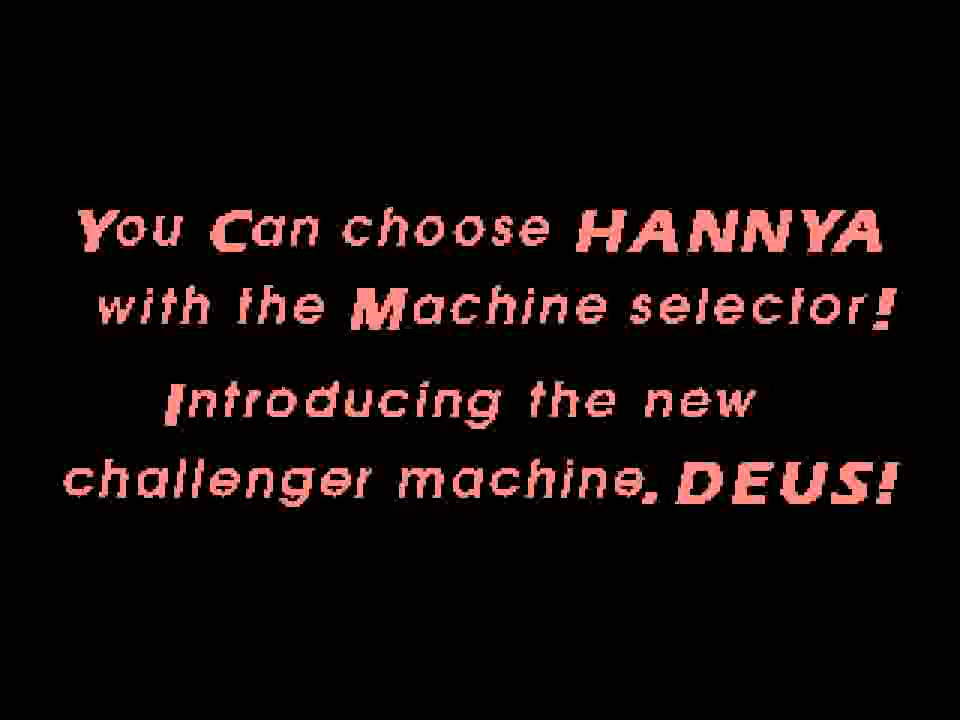 You Can choose HANNYA
with the Machine selector!
Introducing the new
challenger machine, DEUS!